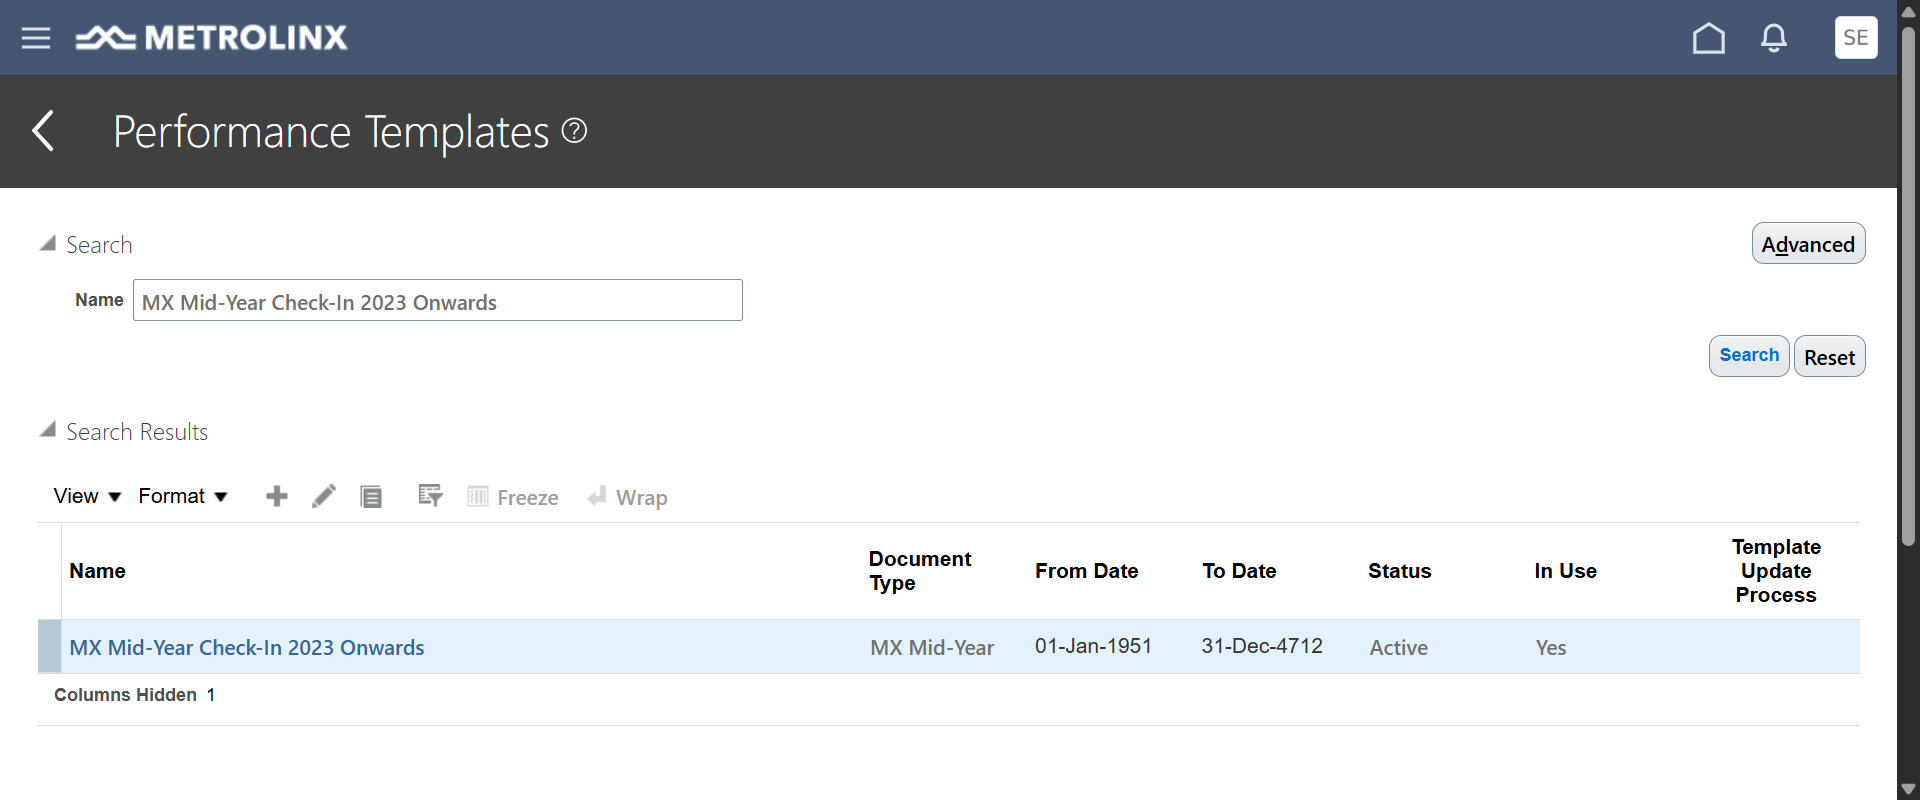 METROLINX
SE
Performance Templates ?
Search
Advanced
Name MX Mid-Year Check-In 2023 Onwards
Search Reset
Search Results
View Format Freeze Wrap
Name Document Type From Date To Date Status In Use Template Update Process
MX Mid-Year Check-In 2023 Onwards MX Mid-Year 01-Jan-1951 31-Dec-4712 Active Yes
Columns Hidden 1